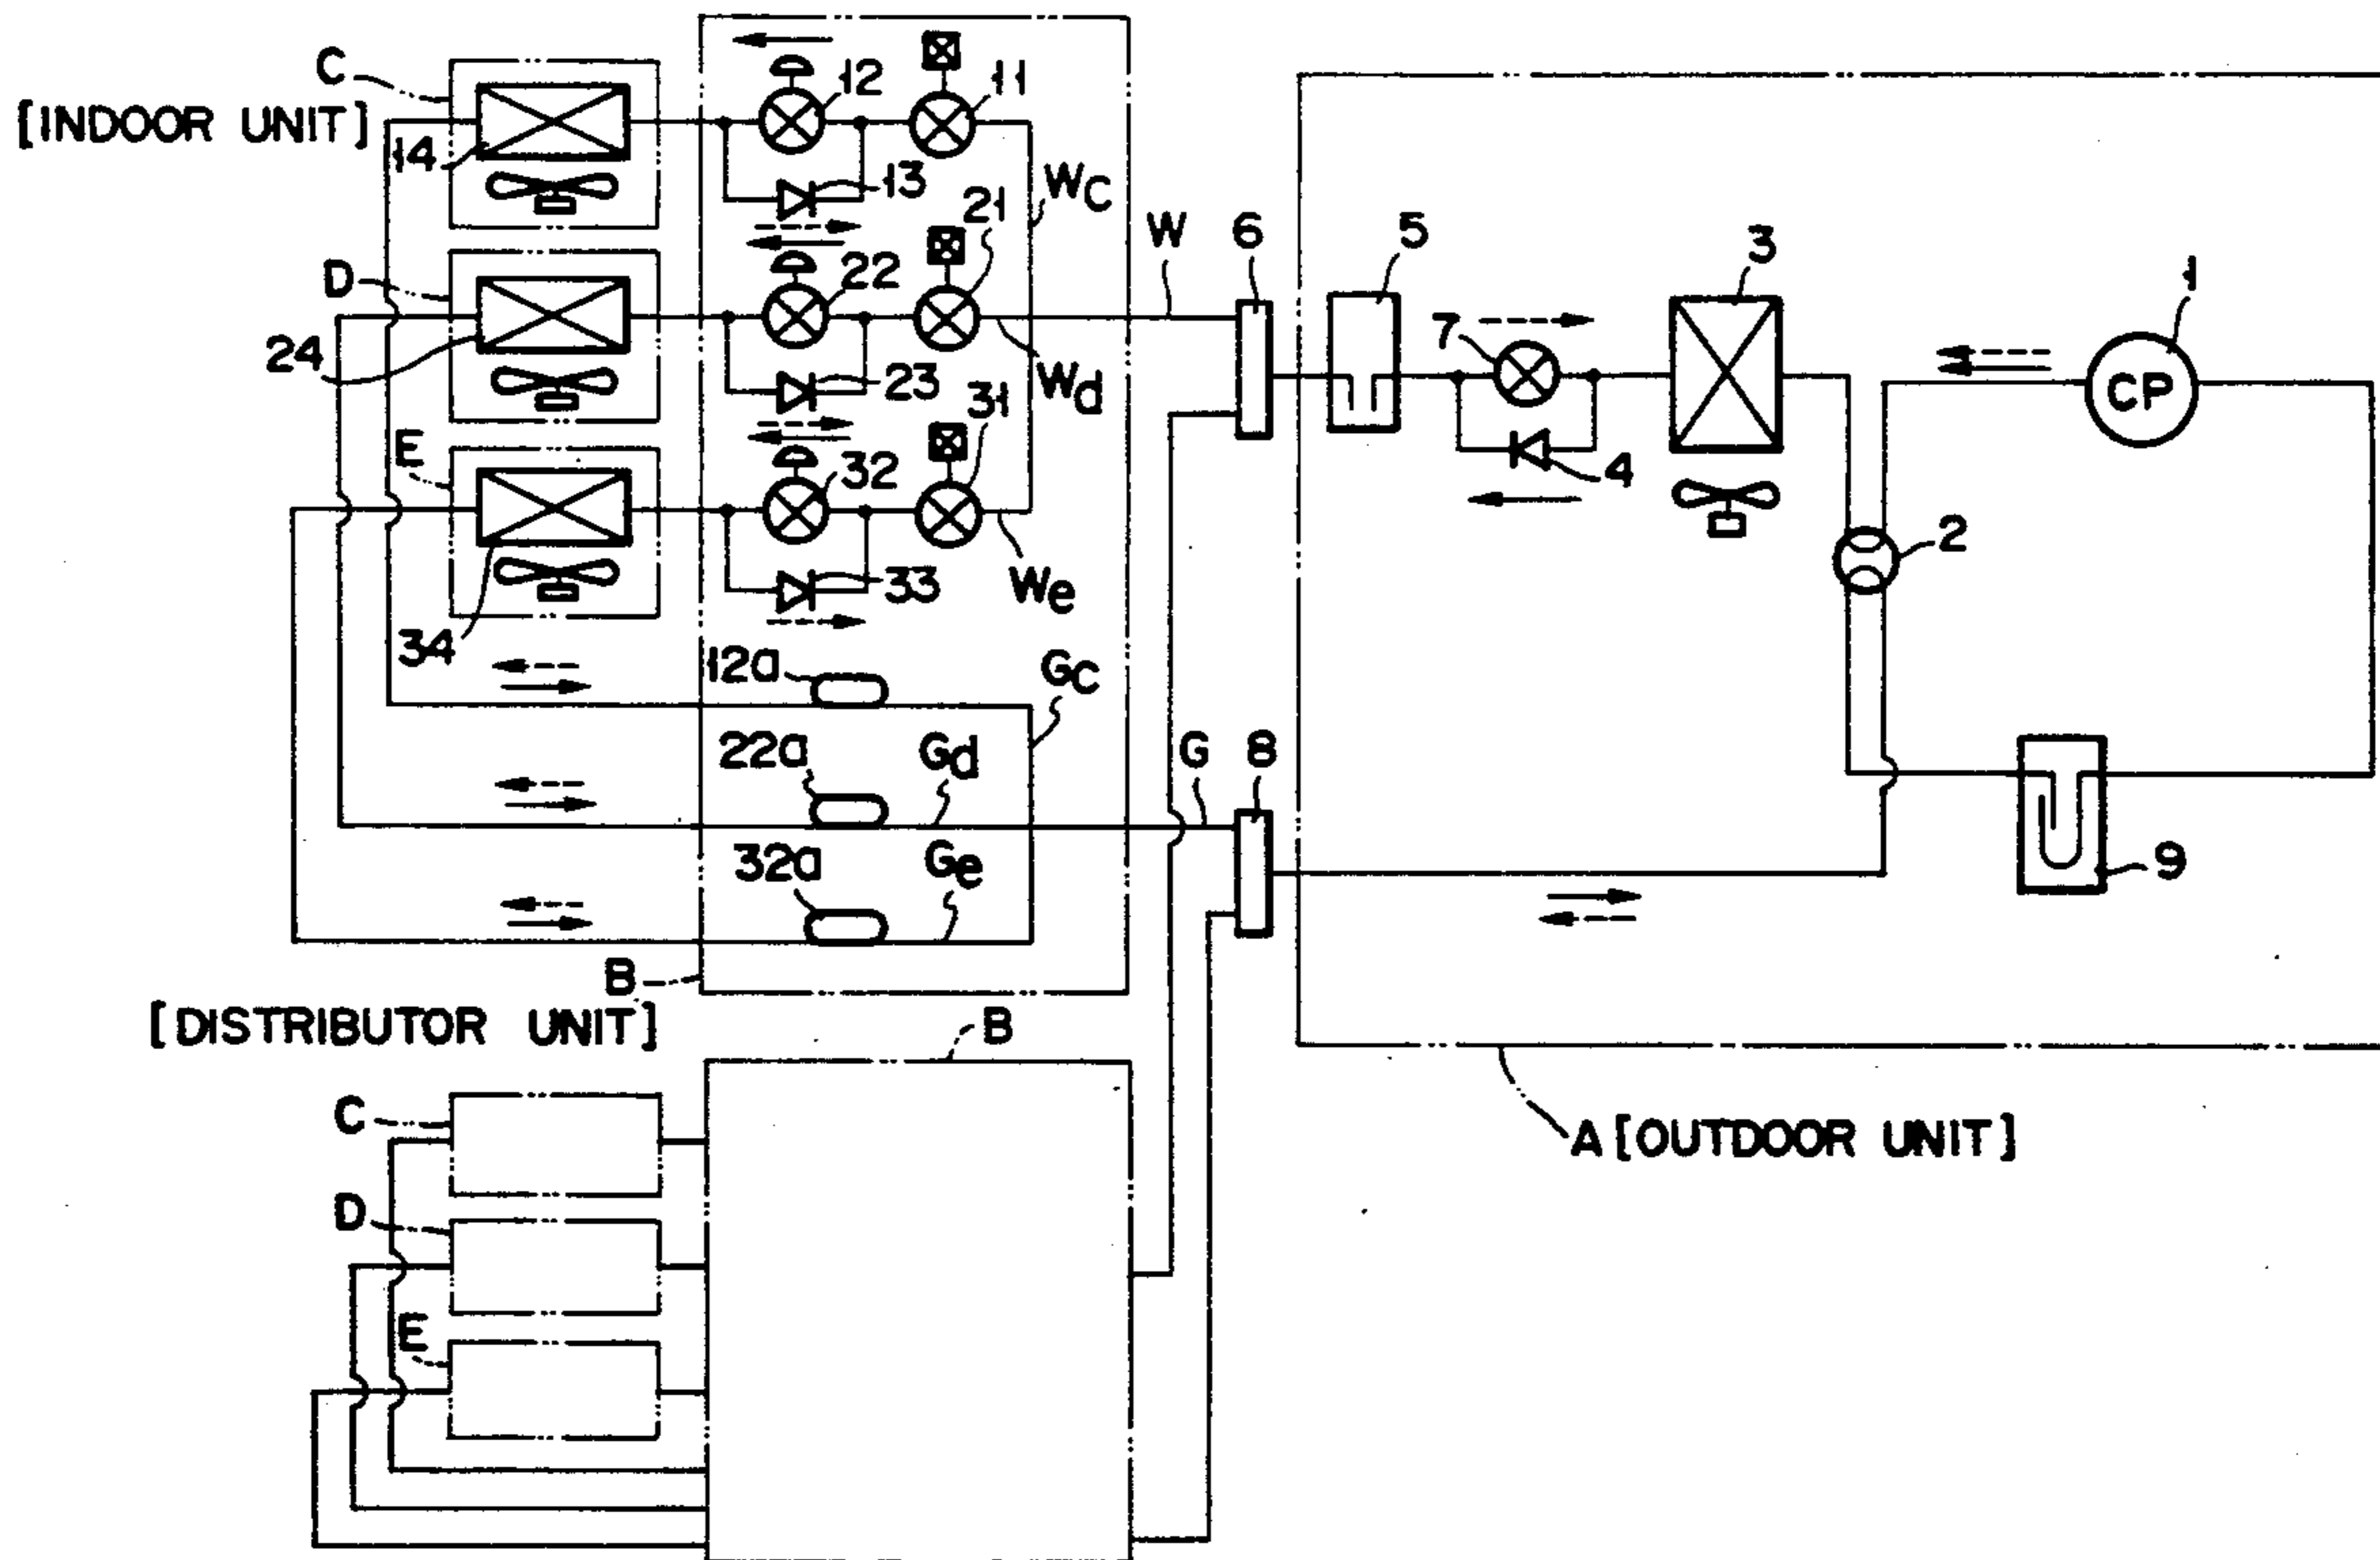 C
[INDOOR UNIT]
12
11
14
13
WC
21
W
6
5
3
1
D
22
7
CP
24
23
Wd
31
E
32
4
2
33
We
34
12a
GC
22a
Gd
G
8
32a
Ge
9
B
[DISTRIBUTOR UNIT]
B
C
A [OUTDOOR UNIT]
D
E